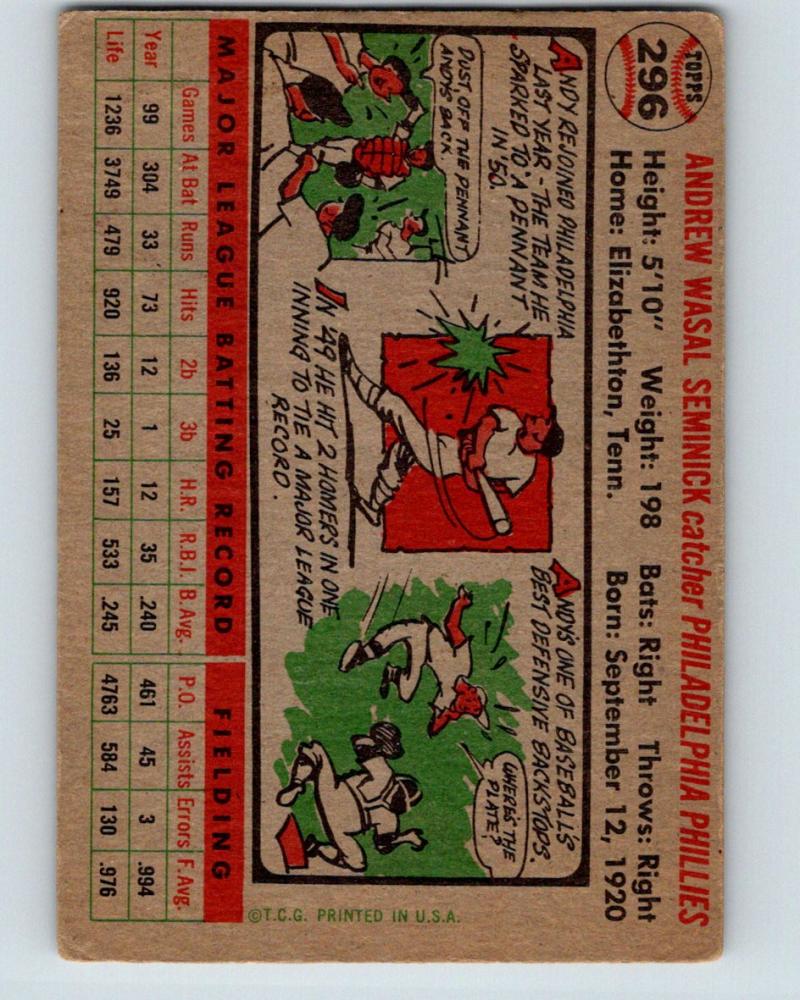 TOPPS
296
ANDREW WASAL SEMINICK catcher PHILADELPHIA PHILLIES
Height: 5'10" Weight: 198 Bats: Right Throws: Right
Home: Elizabethton, Tenn. Born: September 12, 1920
ANDY REJOINED PHILADELPHIA
LAST YEAR - THE TEAM HE
SPARKED TO A PENNANT
IN '50.
DUST OFF THE PENNANT
ANDY'S BACK.
IN '49 HE HIT 2 HOMERS IN ONE
INNING TO TIE A MAJOR LEAGUE
RECORD.
ANDY'S ONE OF BASEBALL'S
BEST DEFENSIVE BACKSTOPS.
WHERE'S THE
PLATE?
©T.C.G. PRINTED IN U.S.A.
MAJOR LEAGUE BATTING RECORD FIELDING
Games At Bat Runs Hits 2b 3b H.R. R.B.I. B.Avg. P.O. Assists Errors F.Avg.
Year 99 304 33 73 12 1 12 35 .240 461 45 3 .994
Life 1236 3749 479 920 136 25 157 533 .245 4763 584 130 .976